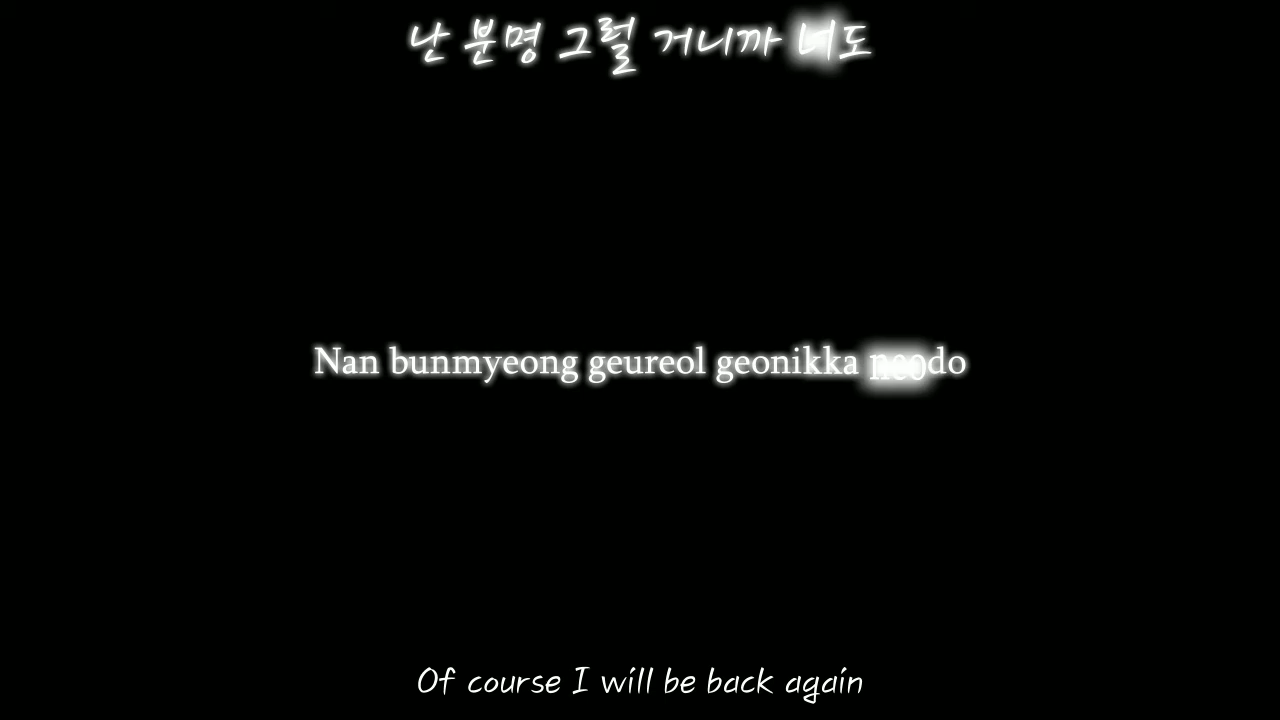 난 분명 그럴 거니까 너도
Nan bunmyeong geureol geonikka neodo
Of course I will be back again